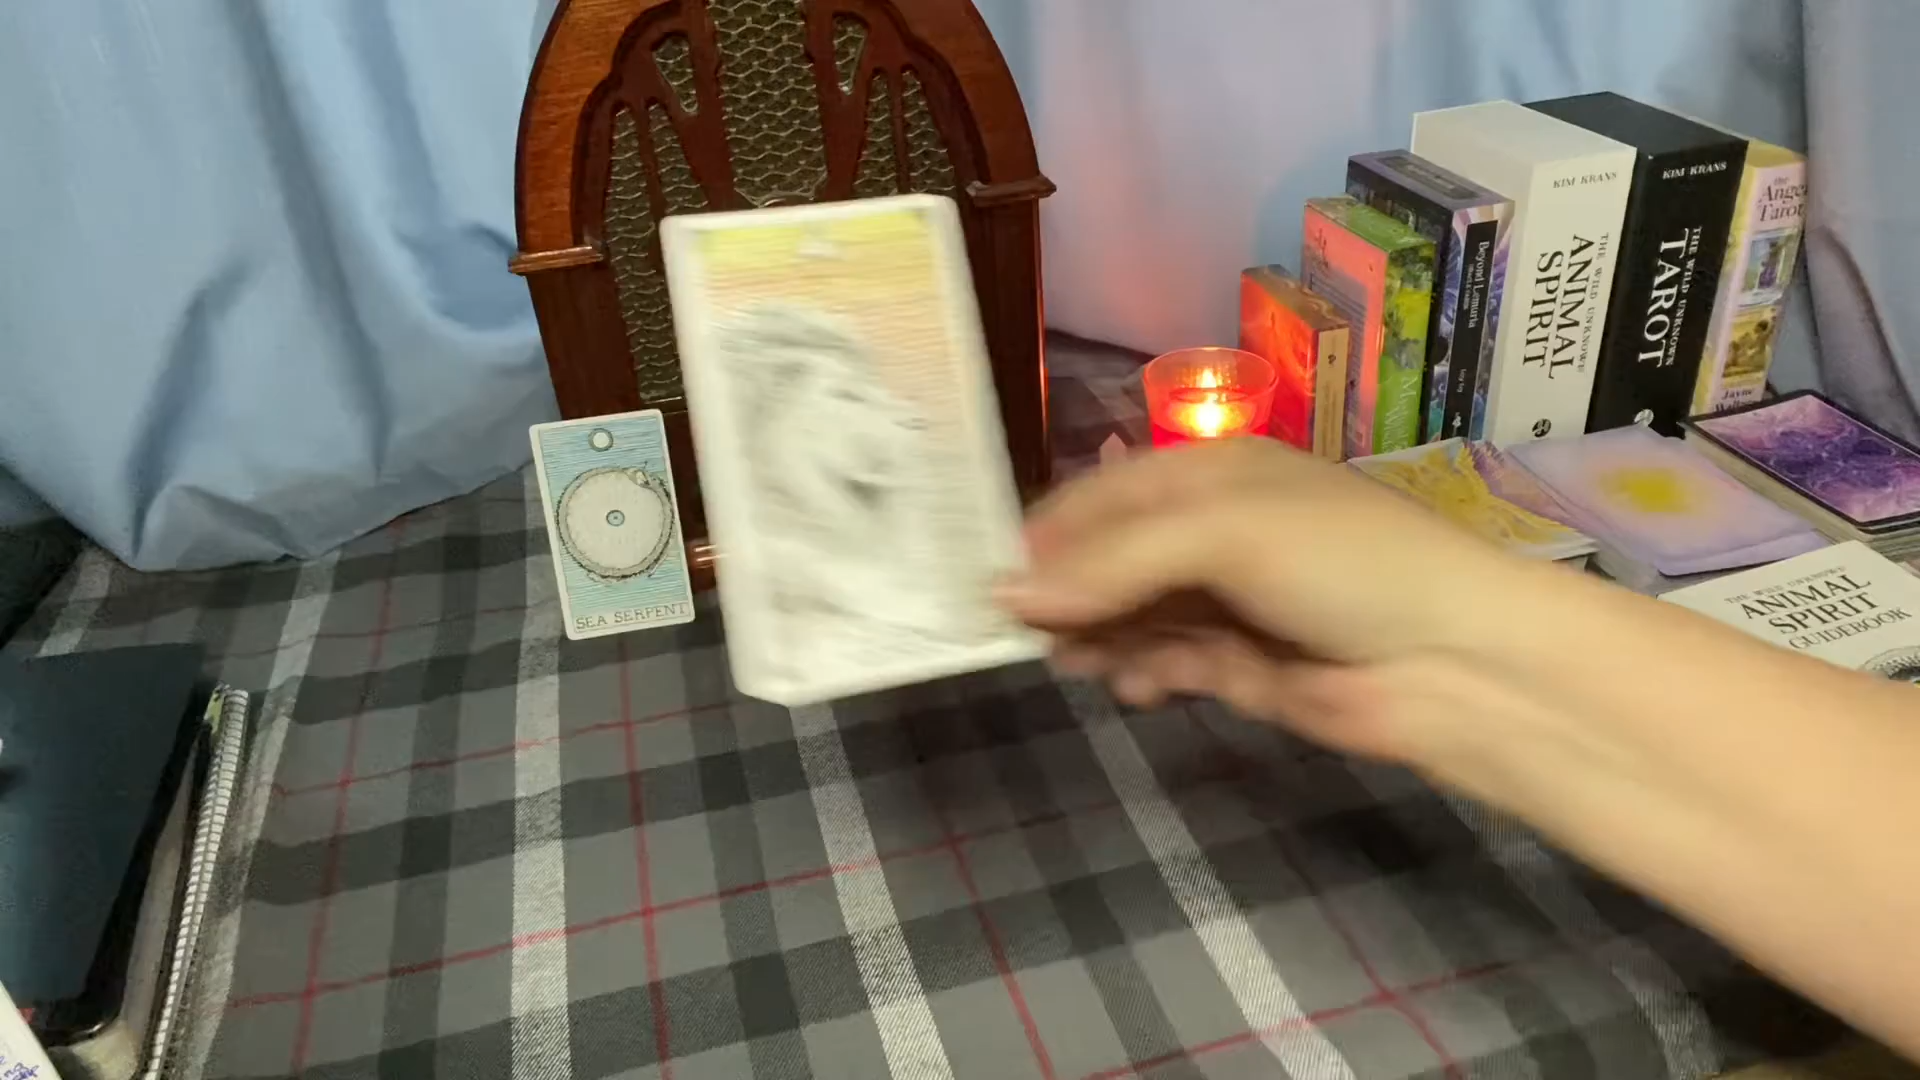 SEA SERPENT
Beyond Lemuria
KIM KRANS
THE WILD UNKNOWN
ANIMAL
SPIRIT
KIM KRANS
THE WILD UNKNOWN
TAROT
the
Angel
Tarot
Jayne
THE WILD UNKNOWN
ANIMAL
SPIRIT
GUIDEBOOK